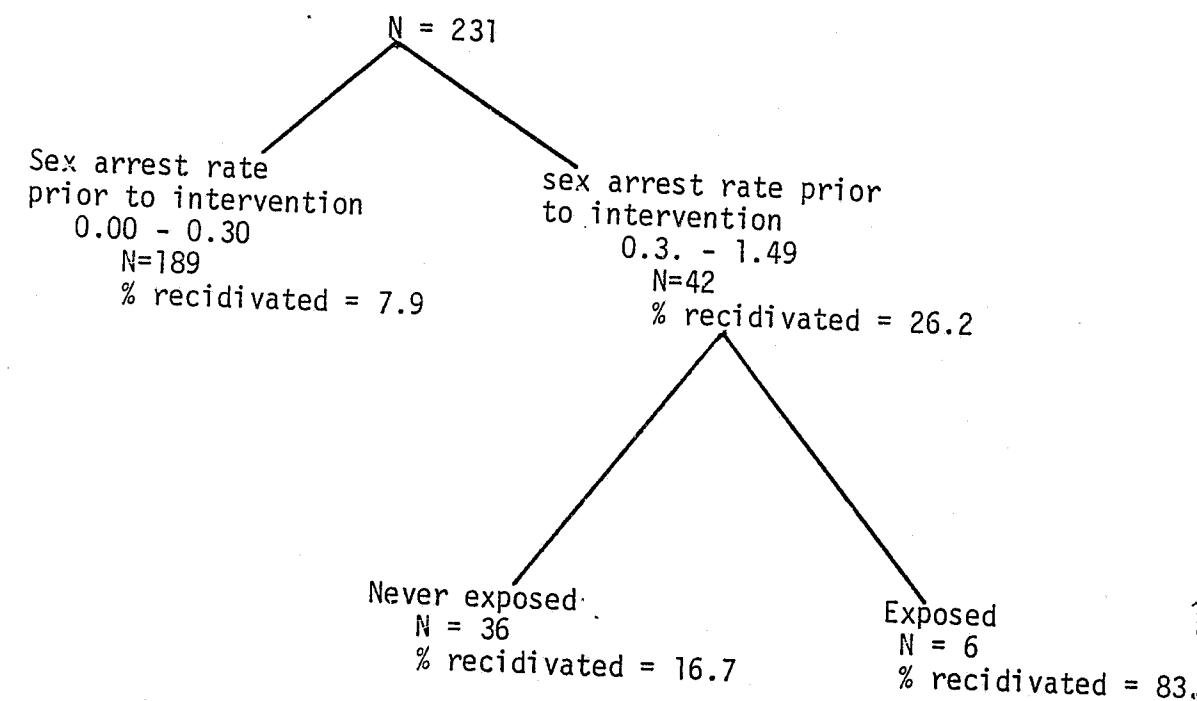 N = 231
Sex arrest rate
prior to intervention
0.00 - 0.30
N=189
% recidivated = 7.9
sex arrest rate prior
to intervention
0.3. - 1.49
N=42
% recidivated = 26.2
Never exposed
N = 36
% recidivated = 16.7
Exposed
N = 6
% recidivated = 83.